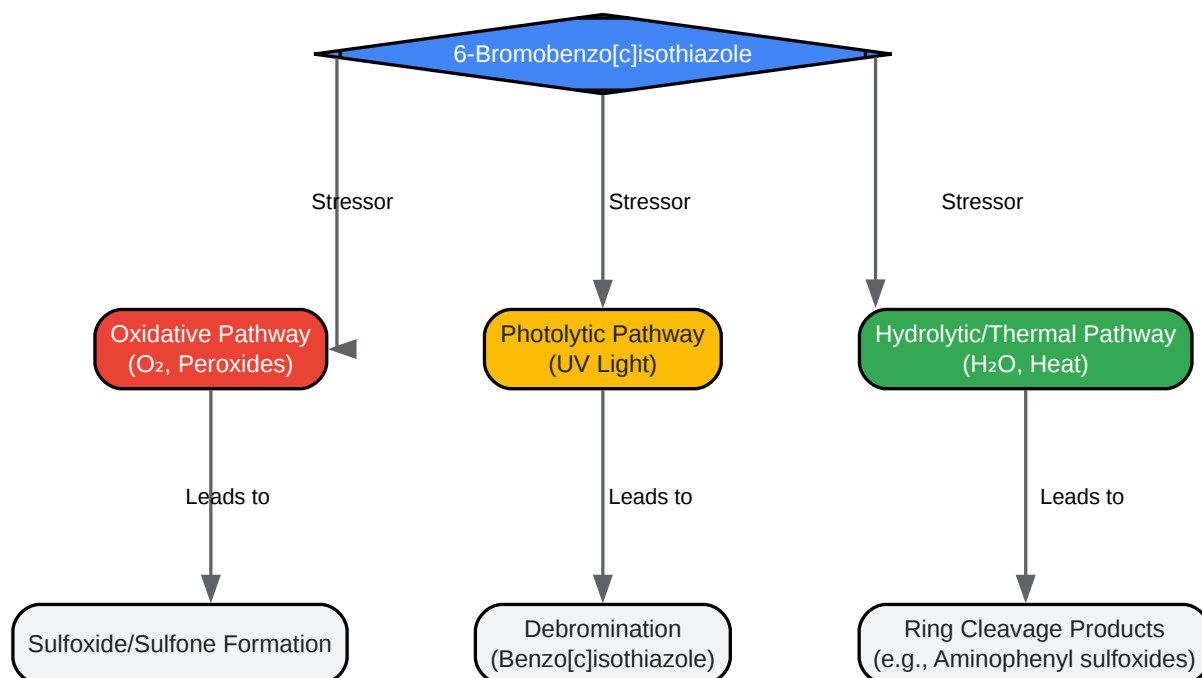 6-Bromobenzo[c]isothiazole
Stressor
Stressor
Stressor
Oxidative Pathway
(O₂, Peroxides)
Photolytic Pathway
(UV Light)
Hydrolytic/Thermal Pathway
(H₂O, Heat)
Leads to
Leads to
Leads to
Sulfoxide/Sulfone Formation
Debromination
(Benzo[c]isothiazole)
Ring Cleavage Products
(e.g., Aminophenyl sulfoxides)